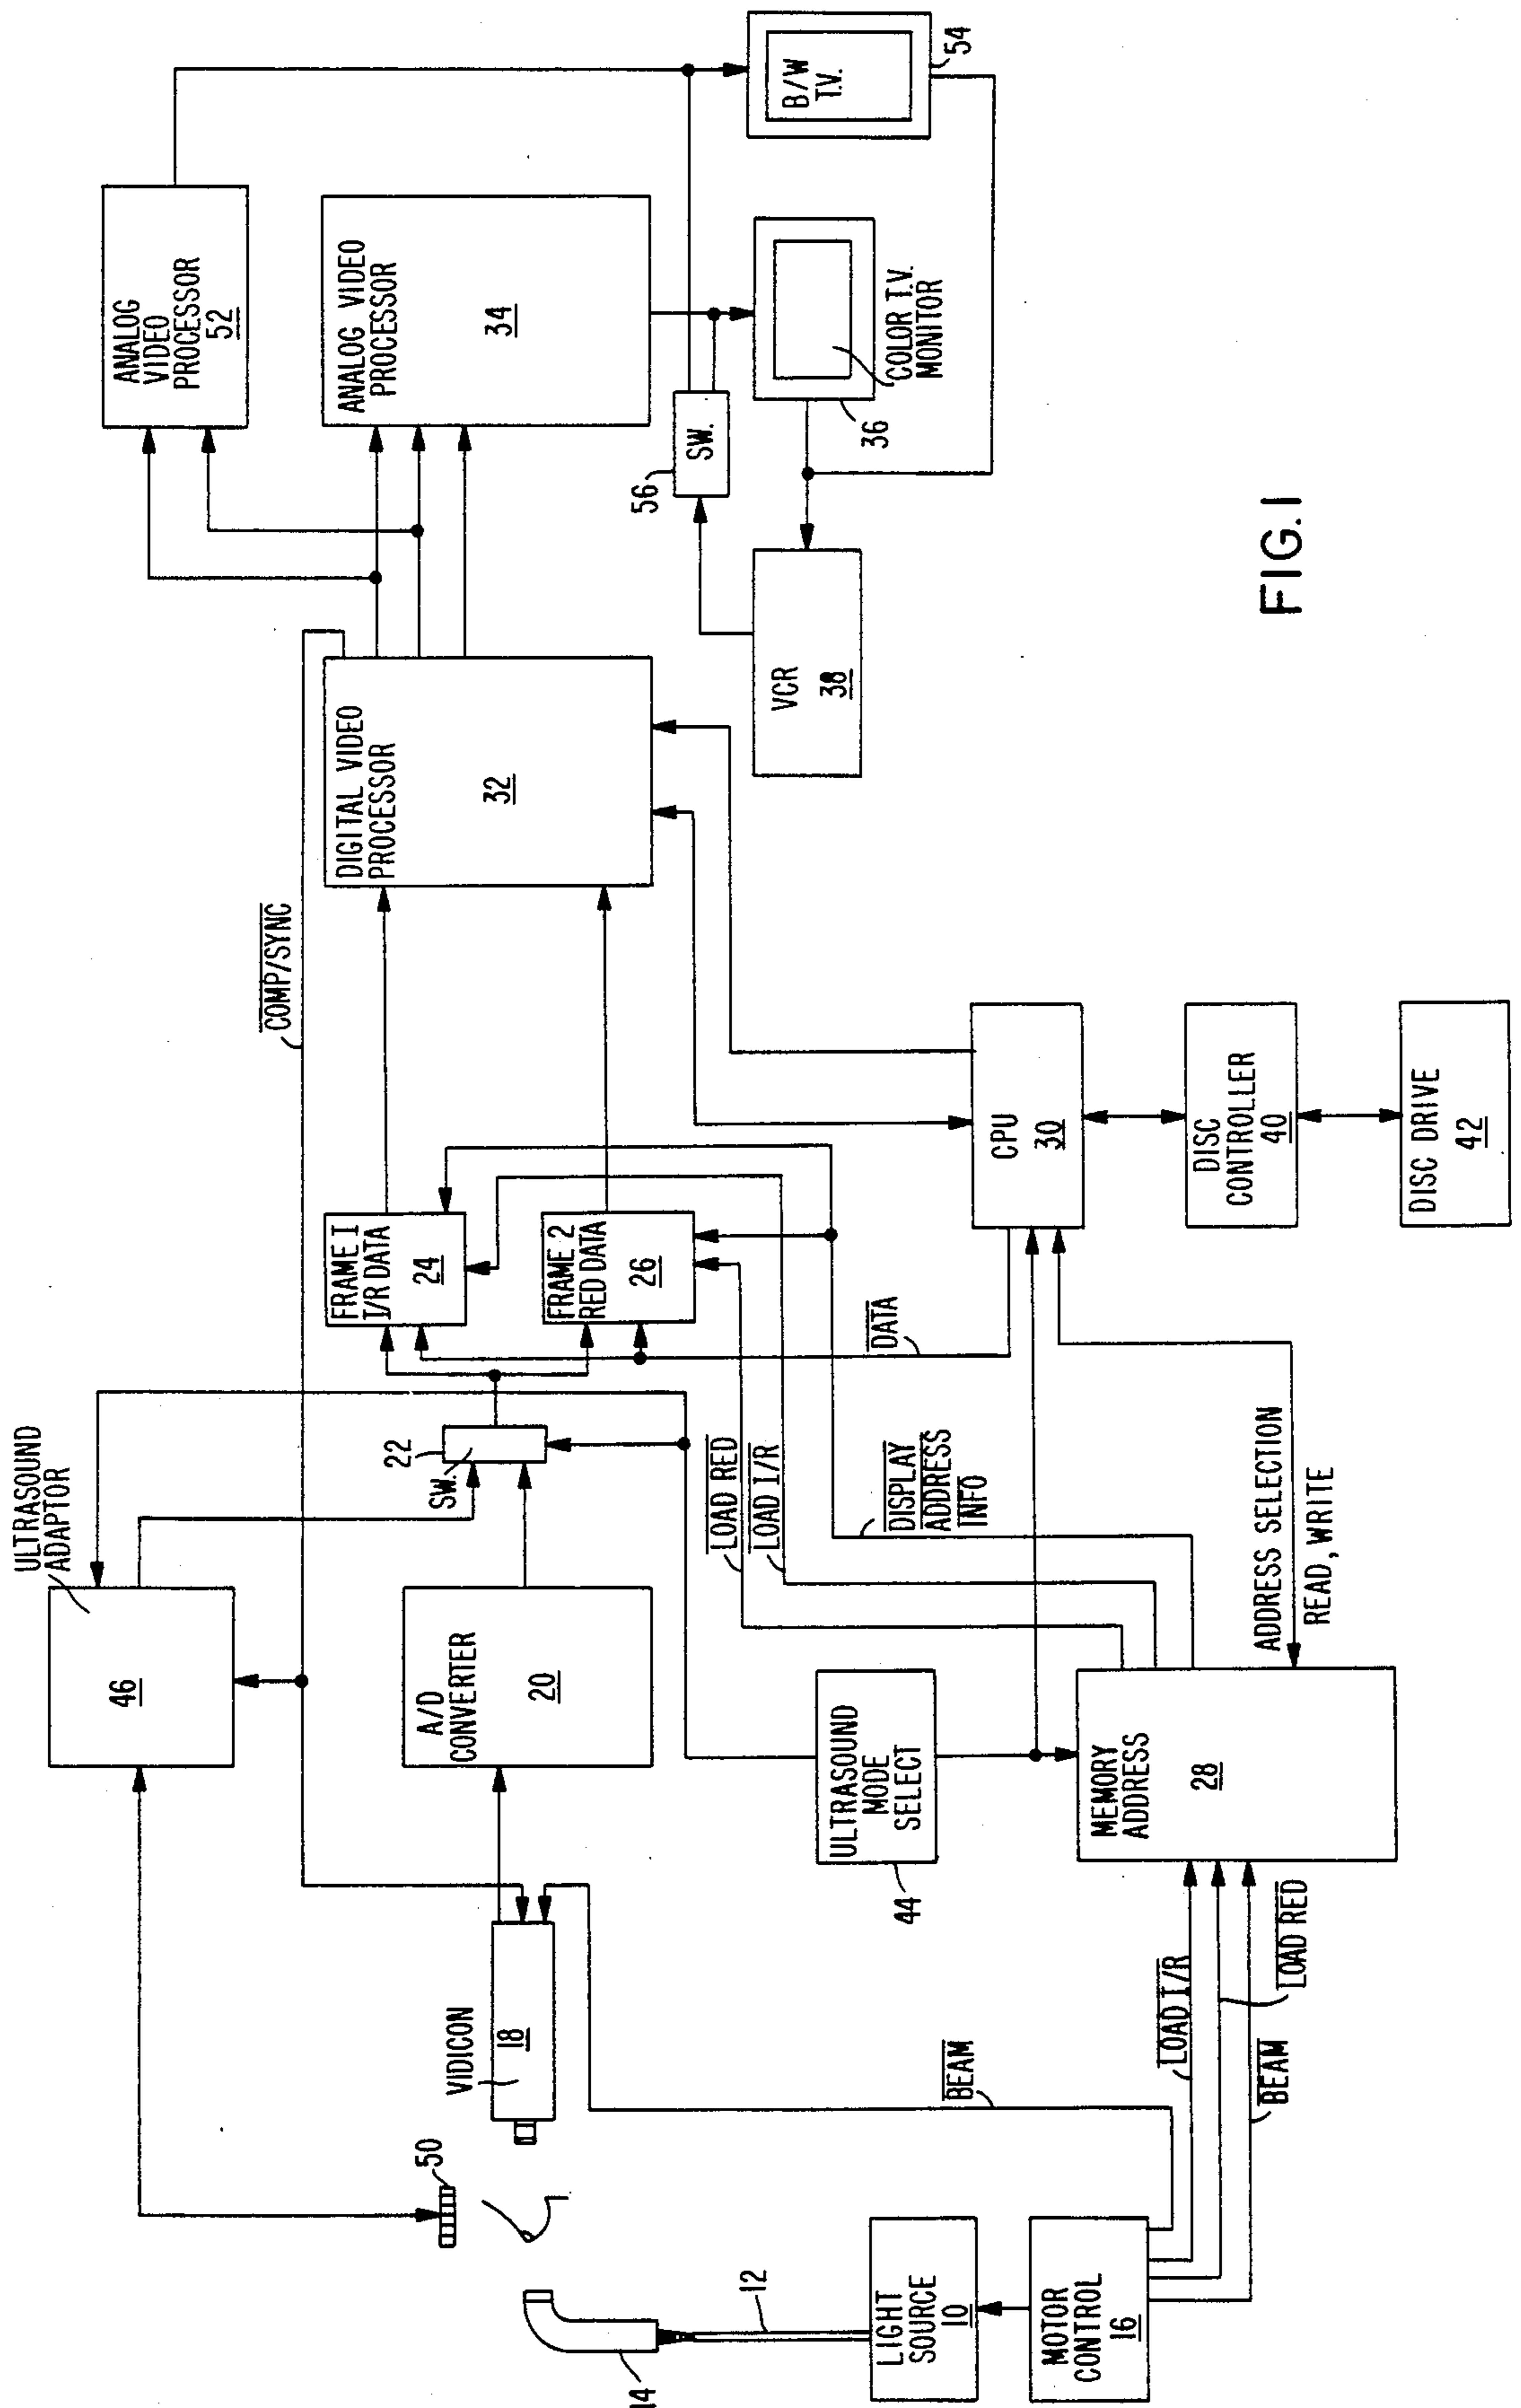 ULTRASOUND
ADAPTOR
46
COMP/SYNC
ANALOG
VIDEO
PROCESSOR
52
50
VIDICON
18
A/D
CONVERTER
20
22
SW.
FRAME 1
I/R DATA
24
FRAME 2
RED DATA
26
DIGITAL VIDEO
PROCESSOR
32
ANALOG VIDEO
PROCESSOR
34
56
SW.
B/W
T.V.
54
14
12
LIGHT
SOURCE
10
BEAM
ULTRASOUND
MODE
SELECT
44
LOAD RED
LOAD I/R
DISPLAY
ADDRESS
INFO
DATA
VCR
38
36
COLOR T.V.
MONITOR
MOTOR
CONTROL
16
LOAD I/R
LOAD RED
BEAM
MEMORY
ADDRESS
28
ADDRESS SELECTION
READ, WRITE
CPU
30
DISC
CONTROLLER
40
DISC DRIVE
42
FIG. 1